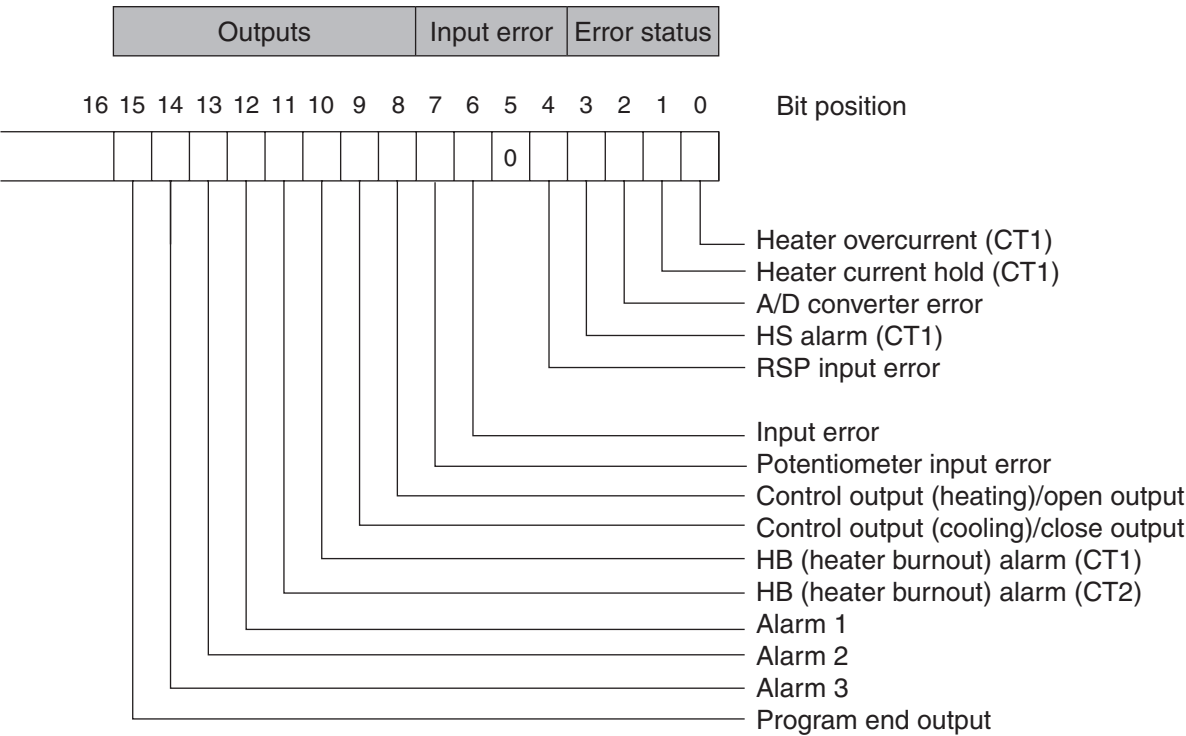 Outputs Input error Error status
16 15 14 13 12 11 10 9 8 7 6 5 4 3 2 1 0 Bit position
0
Heater overcurrent (CT1)
Heater current hold (CT1)
A/D converter error
HS alarm (CT1)
RSP input error
Input error
Potentiometer input error
Control output (heating)/open output
Control output (cooling)/close output
HB (heater burnout) alarm (CT1)
HB (heater burnout) alarm (CT2)
Alarm 1
Alarm 2
Alarm 3
Program end output